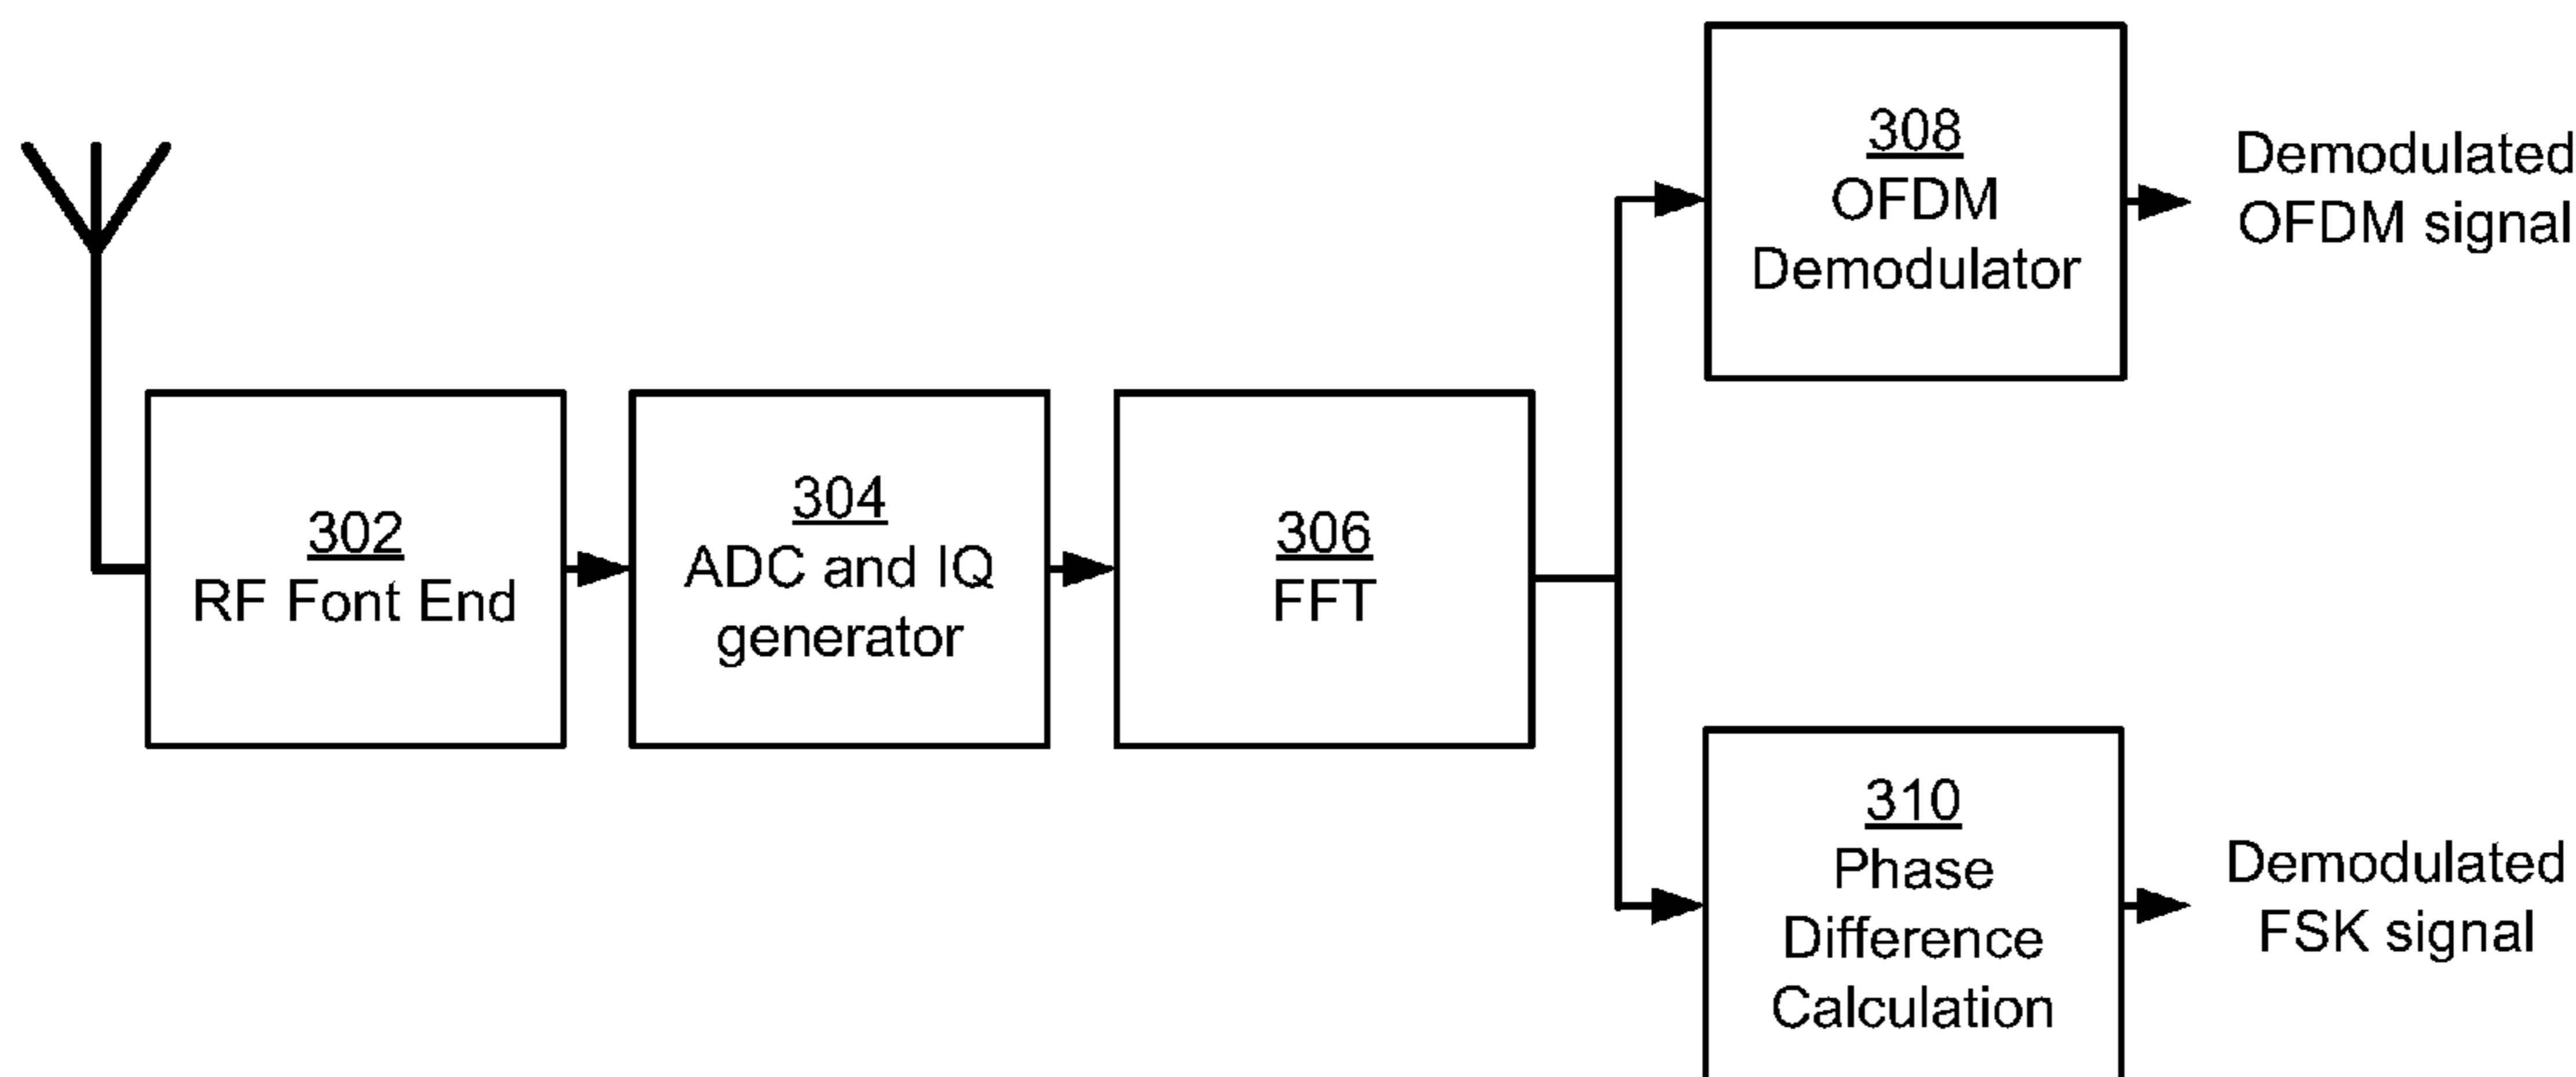 302
RF Font End
304
ADC and IQ
generator
306
FFT
308
OFDM
Demodulator
Demodulated
OFDM signal
310
Phase
Difference
Calculation
Demodulated
FSK signal